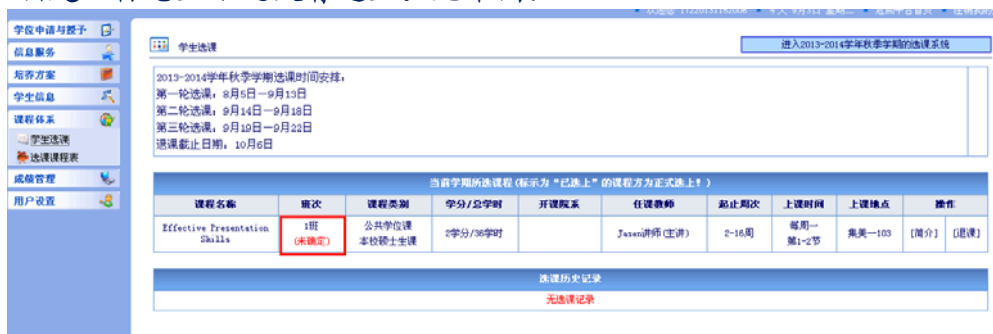 学位申请与授予
信息服务
培养方案
学生信息
课程体系
学生选课
选课课程表
成绩管理
用户设置
学生选课
进入2013-2014学年秋季学期的选课系统
2013-2014学年秋季学期选课时间安排:
第一轮选课: 8月5日—9月13日
第二轮选课: 9月14日—9月18日
第三轮选课: 9月19日—9月22日
退课截止日期: 10月6日
当前学期所选课程(标示为“已选上”的课程方为正式选上!)
课程名称 班次 课程类别 学分/总学时 开课院系 任课教师 起止周次 上课时间 上课地点 操作
Effective Presentation Skills 1班 (未确定) 公共学位课 本校硕士生课 2学分/36学时 Jasen讲师(主讲) 2-16周 每周一 第1-2节 集美一103 [简介] [退课]
选课历史记录
无选课记录